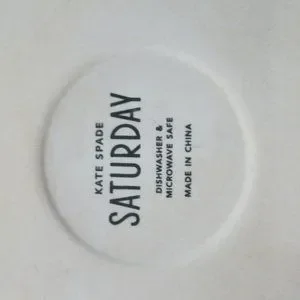 KATE SPADE
SATURDAY
DISHWASHER &
MICROWAVE SAFE
MADE IN CHINA